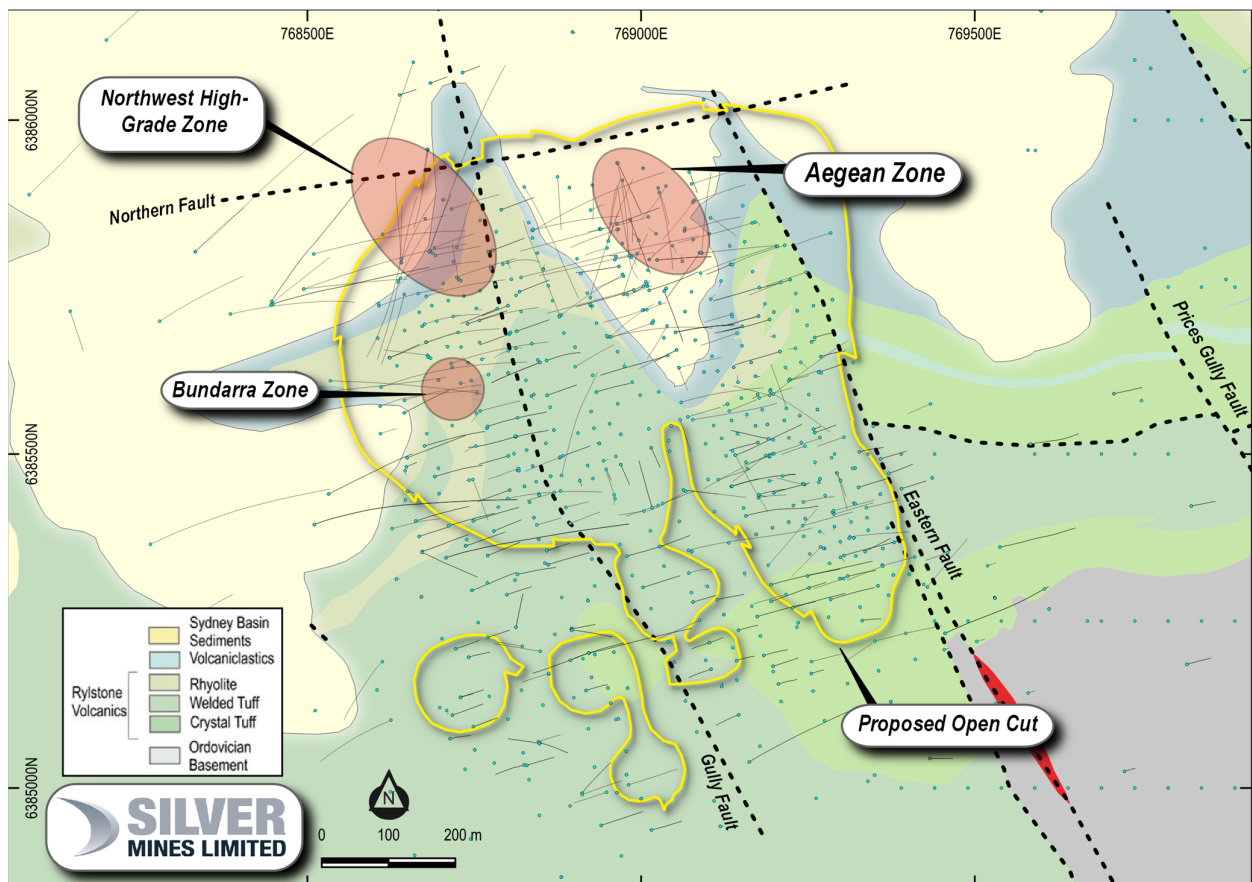 768500E
769000E
769500E
6386000N
6385500N
6385000N
Northwest High-
Grade Zone
Aegean Zone
Northern Fault
Bundarra Zone
Prices Gully Fault
Eastern Fault
Gully Fault
Proposed Open Cut
Sydney Basin
Sediments
Volcaniclastics
Rylstone
Volcanics
Rhyolite
Welded Tuff
Crystal Tuff
Ordovician
Basement
SILVER
MINES LIMITED
N
0 100 200 m